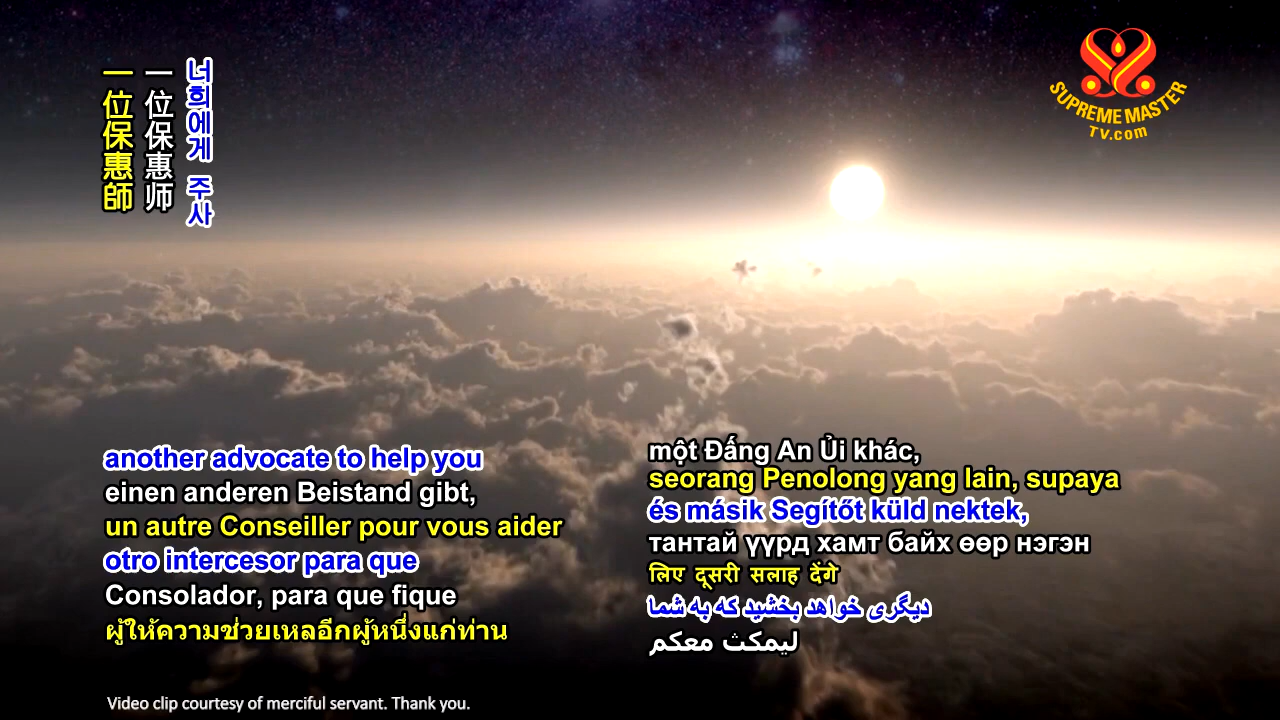 一位保惠師
一位保惠师
너희에게 주사
SUPREME MASTER
TV.com
another advocate to help you
einen anderen Beistand gibt,
un autre Conseiller pour vous aider
otro intercesor para que
Consolador, para que fique
ผู้ให้ความช่วยเหลอีกผู้หนึ่งแก่ท่าน
một Đấng An Ủi khác,
seorang Penolong yang lain, supaya
és másik Segítőt küld nektek,
тантай үүрд хамт байх өөр нэгэн
लिए दूसरी सलाह देंगे
دیگری خواهد بخشید که به شما
ليمكث معكم
Video clip courtesy of merciful servant. Thank you.